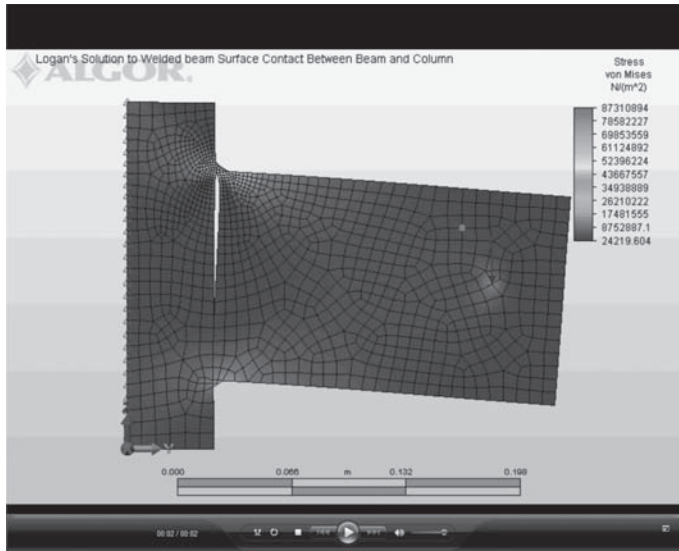 Logan's Solution to Welded beam Surface Contact Between Beam and Column
ALGOR.
Stress
von Mises
N/(m^2)
87310894
78582227
69853559
61124892
52396224
43667557
34938889
26210222
17481555
8752887.1
24219.604
Y
0.000 0.066 m 0.132 0.198
00:02 / 00:02